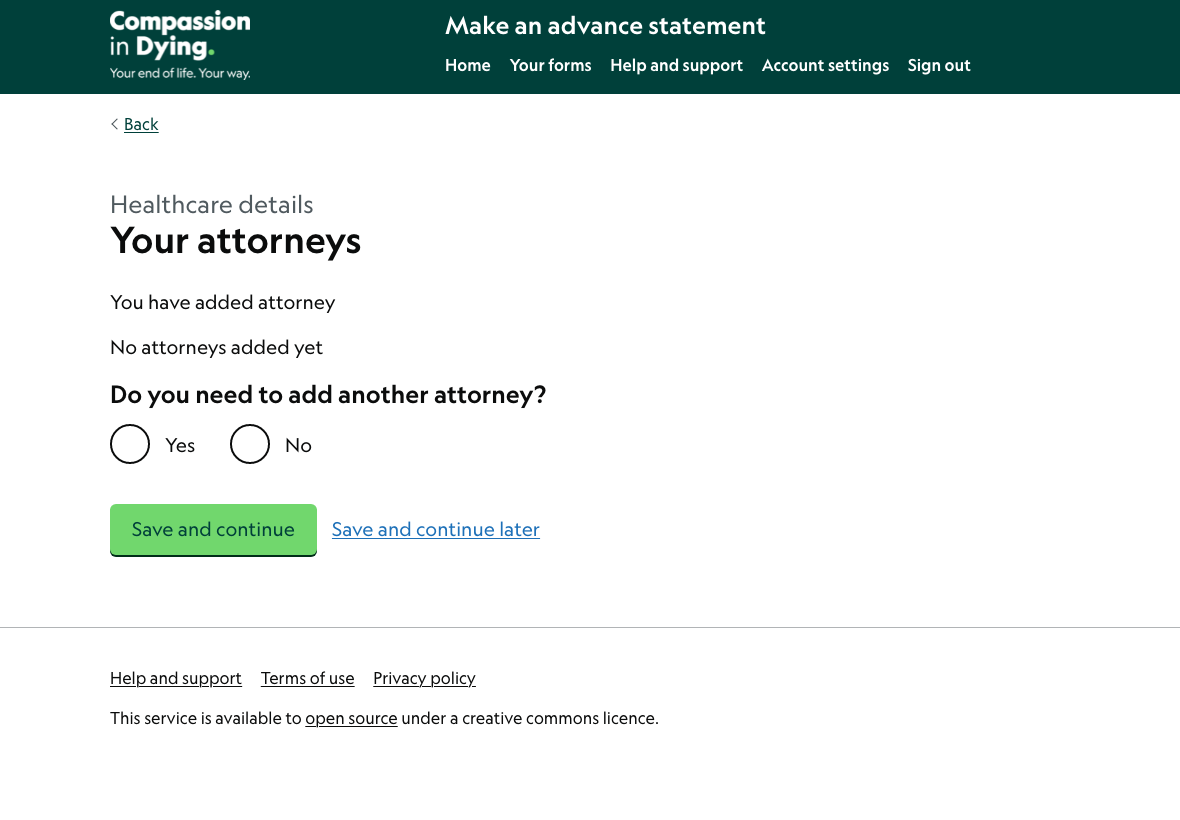 Compassion
in Dying.
Your end of life. Your way.
Make an advance statement
Home Your forms Help and support Account settings Sign out
Back
Healthcare details
Your attorneys
You have added attorney
No attorneys added yet
Do you need to add another attorney?
Yes No
Save and continue Save and continue later
Help and support Terms of use Privacy policy
This service is available to open source under a creative commons licence.